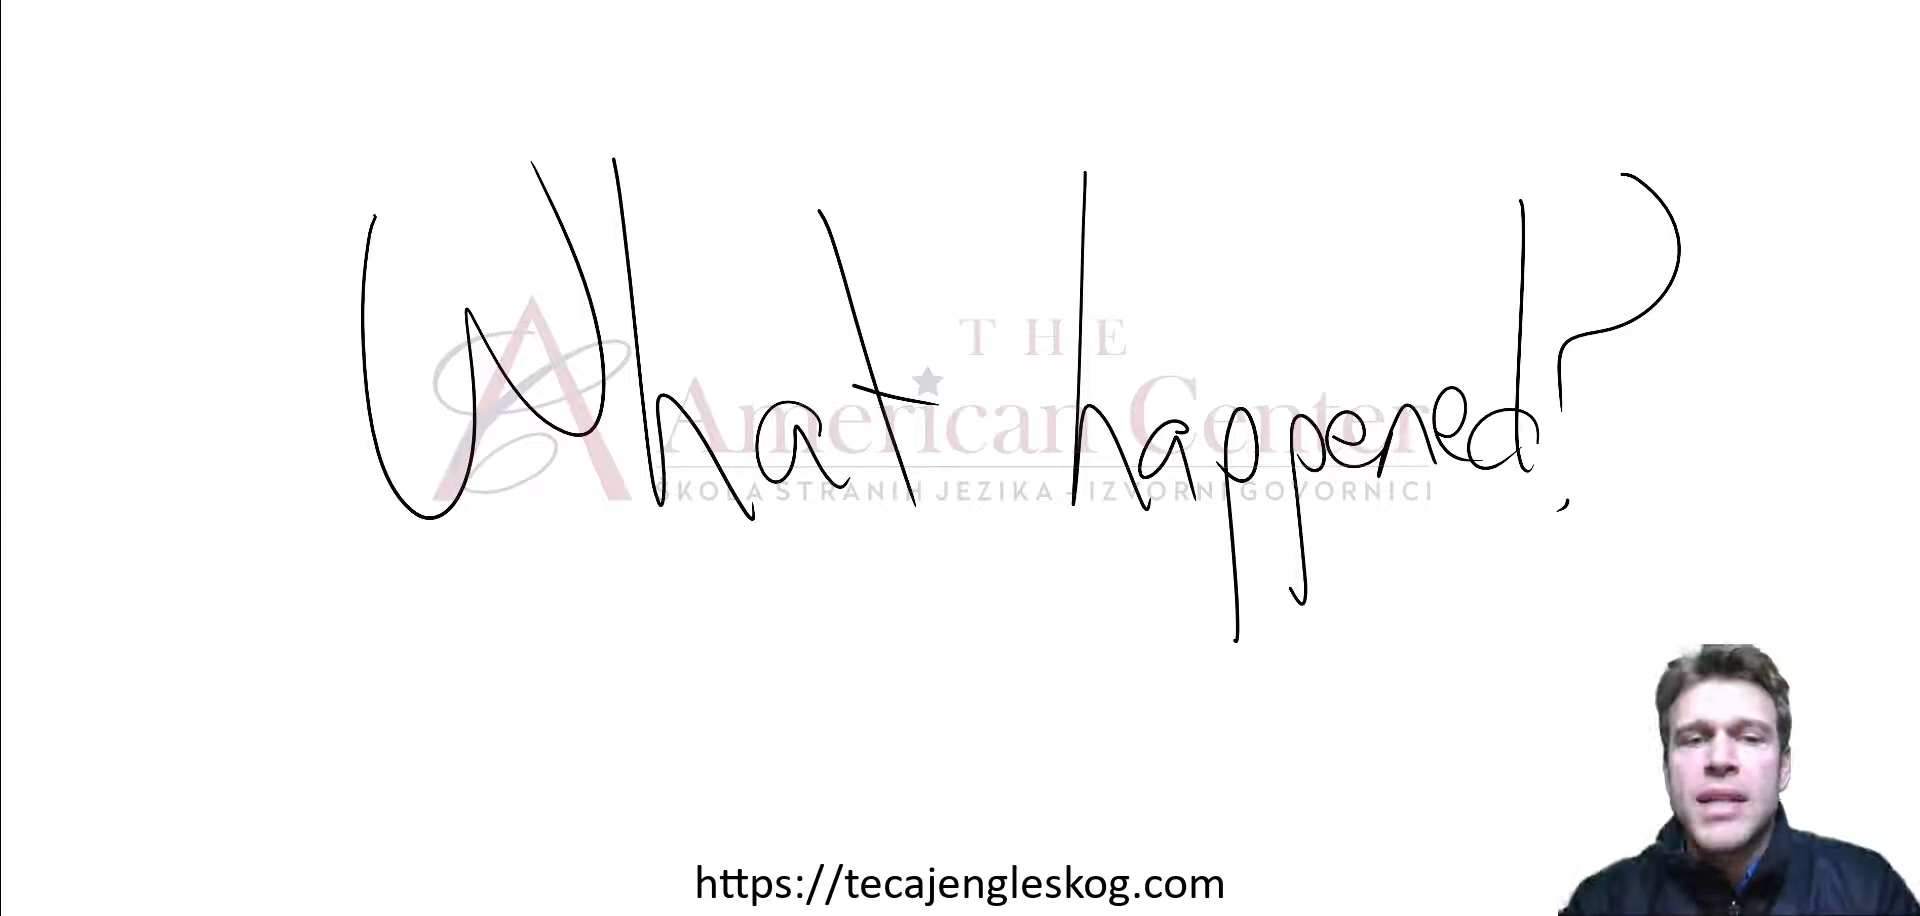 What happened?
THE
American Center
ŠKOLA STRANIH JEZIKA - IZVORNI GOVORNICI
https://tecajengleskog.com